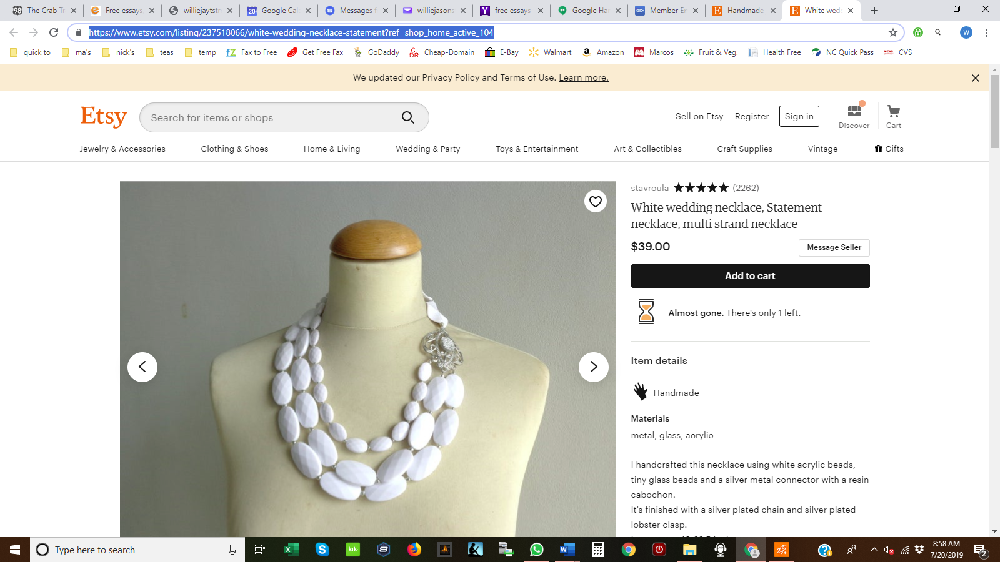 The Crab Tr
Free essays,
williejaytstr
Google Cal
Messages f
williejasons
free essays
Google Ha
Member En
Handmade
White wedd
https://www.etsy.com/listing/237518066/white-wedding-necklace-statement?ref=shop_home_active_104
W
quick to
ma's
nick's
teas
temp
Fax to Free
Get Free Fax
GoDaddy
Cheap-Domain
E-Bay
Walmart
Amazon
Marcos
Fruit & Veg.
Health Free
NC Quick Pass
CVS
We updated our Privacy Policy and Terms of Use. Learn more.
Etsy
Search for items or shops
Sell on Etsy
Register
Sign in
Discover
Cart
Jewelry & Accessories
Clothing & Shoes
Home & Living
Wedding & Party
Toys & Entertainment
Art & Collectibles
Craft Supplies
Vintage
Gifts
stavroula ★★★★★ (2262)
White wedding necklace, Statement
necklace, multi strand necklace
$39.00
Message Seller
Add to cart
Almost gone. There's only 1 left.
Item details
Handmade
Materials
metal, glass, acrylic
I handcrafted this necklace using white acrylic beads,
tiny glass beads and a silver metal connector with a resin
cabochon.
It's finished with a silver plated chain and silver plated
lobster clasp.
Type here to search
8:58 AM
7/20/2019
2